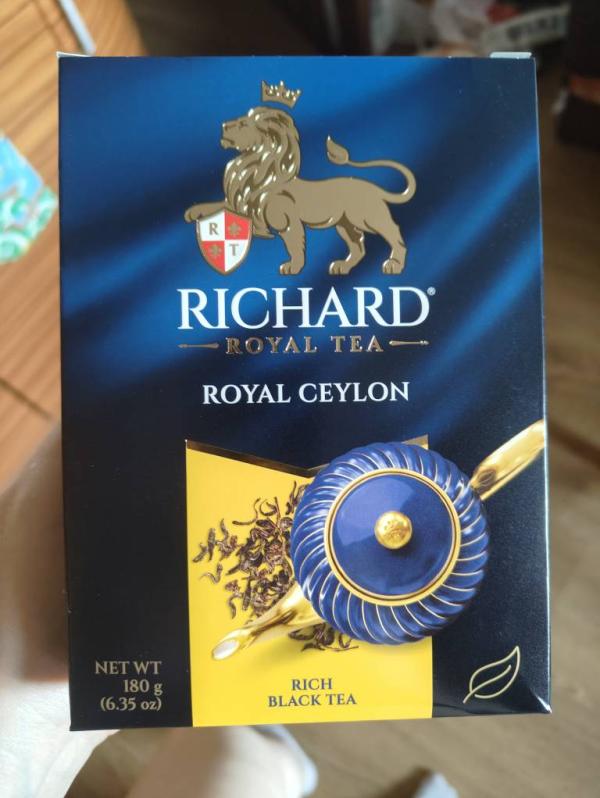 R
T
RICHARD®
ROYAL TEA
ROYAL CEYLON
NET WT
180 g
(6.35 oz)
RICH
BLACK TEA